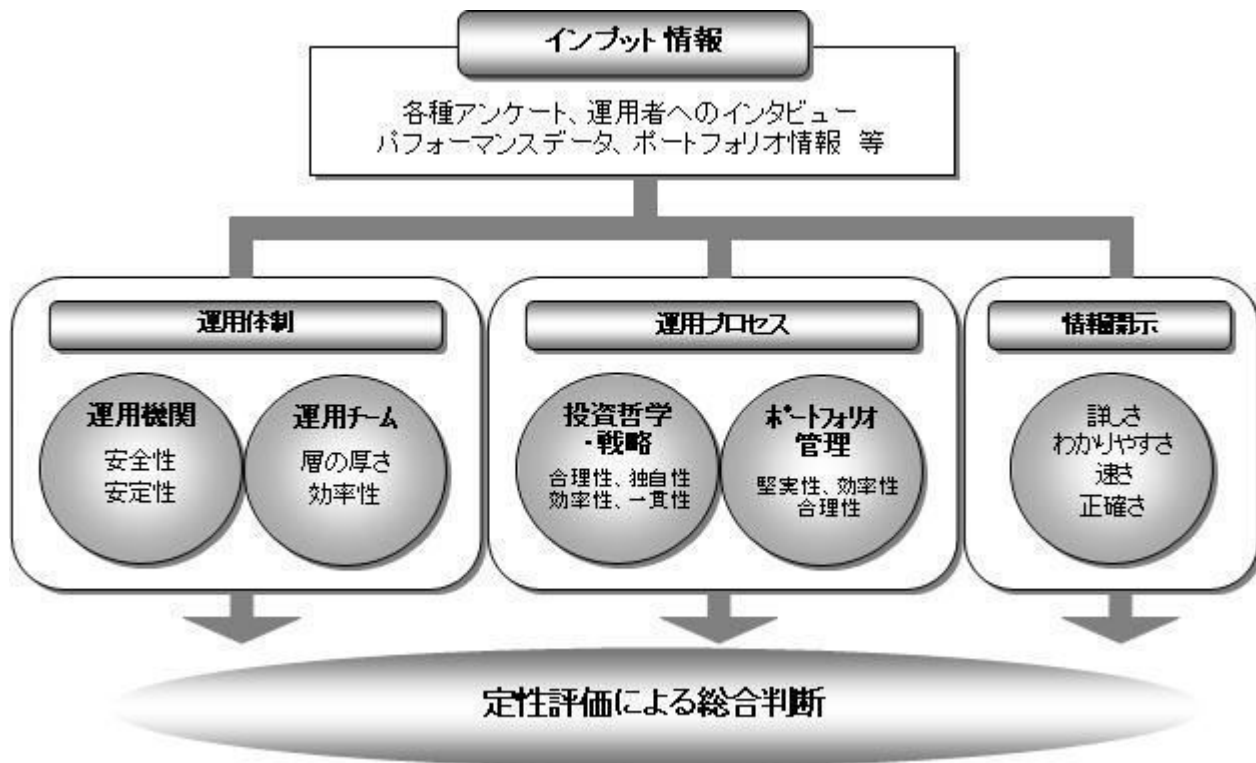 インプット情報
各種アンケート、運用者へのインタビュー
パフォーマンスデータ、ポートフォリオ情報 等
運用体制
運用機関
安全性
安定性
運用チーム
層の厚さ
効率性
運用プロセス
投資哲学
・戦略
合理性、独自性
効率性、一貫性
ポートフォリオ
管理
堅実性、効率性
合理性
情報開示
詳しさ
わかりやすさ
速さ
正確さ
定性評価による総合判断